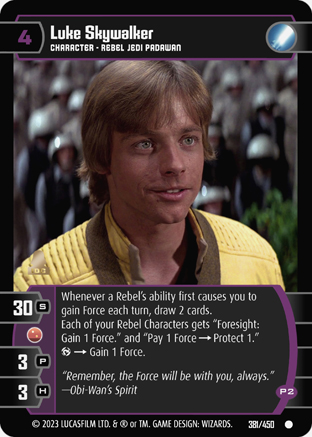 4
Luke Skywalker
CHARACTER • REBEL JEDI PADAWAN
30 S
Whenever a Rebel's ability first causes you to
gain Force each turn, draw 2 cards.
Each of your Rebel Characters gets "Foresight:
Gain 1 Force." and "Pay 1 Force → Protect 1."
→ Gain 1 Force.
3 P
3 H
"Remember, the Force will be with you, always."
—Obi-Wan's Spirit
P2
© 2023 LUCASFILM LTD. & ® or TM. GAME DESIGN: WIZARDS.
381/450